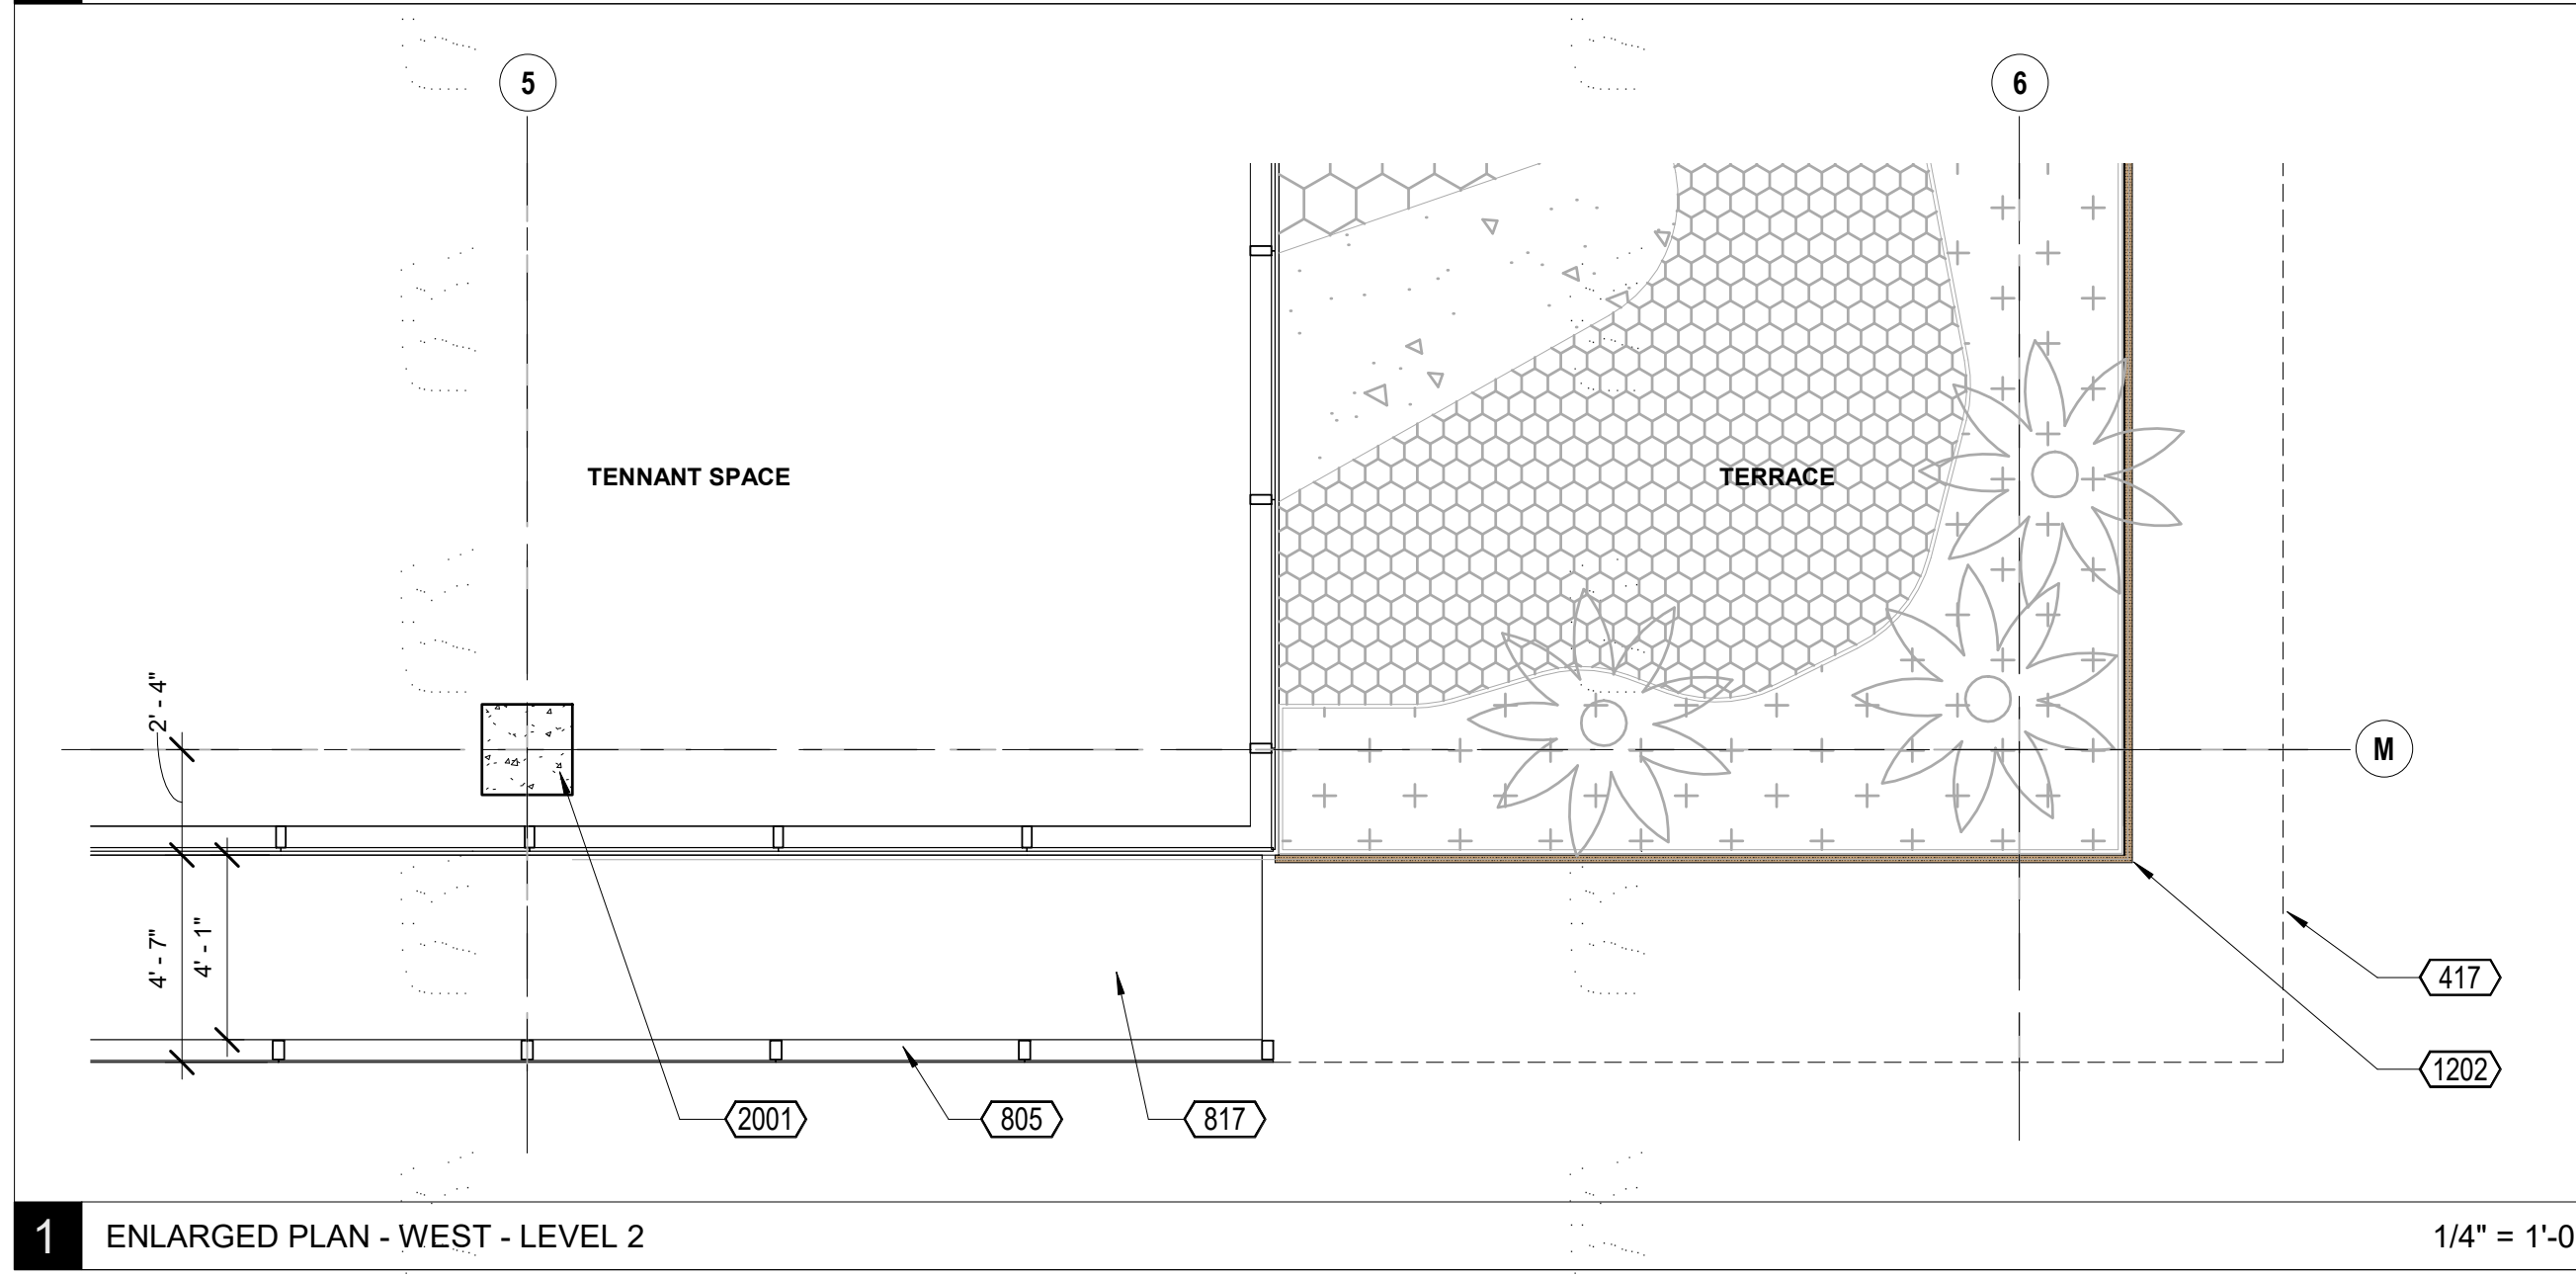 5
6
TENNANT SPACE
TERRACE
2' - 4"
M
4' - 7"
4' - 1"
417
1202
2001
805
817
1 ENLARGED PLAN - WEST - LEVEL 2
1/4" = 1'-0